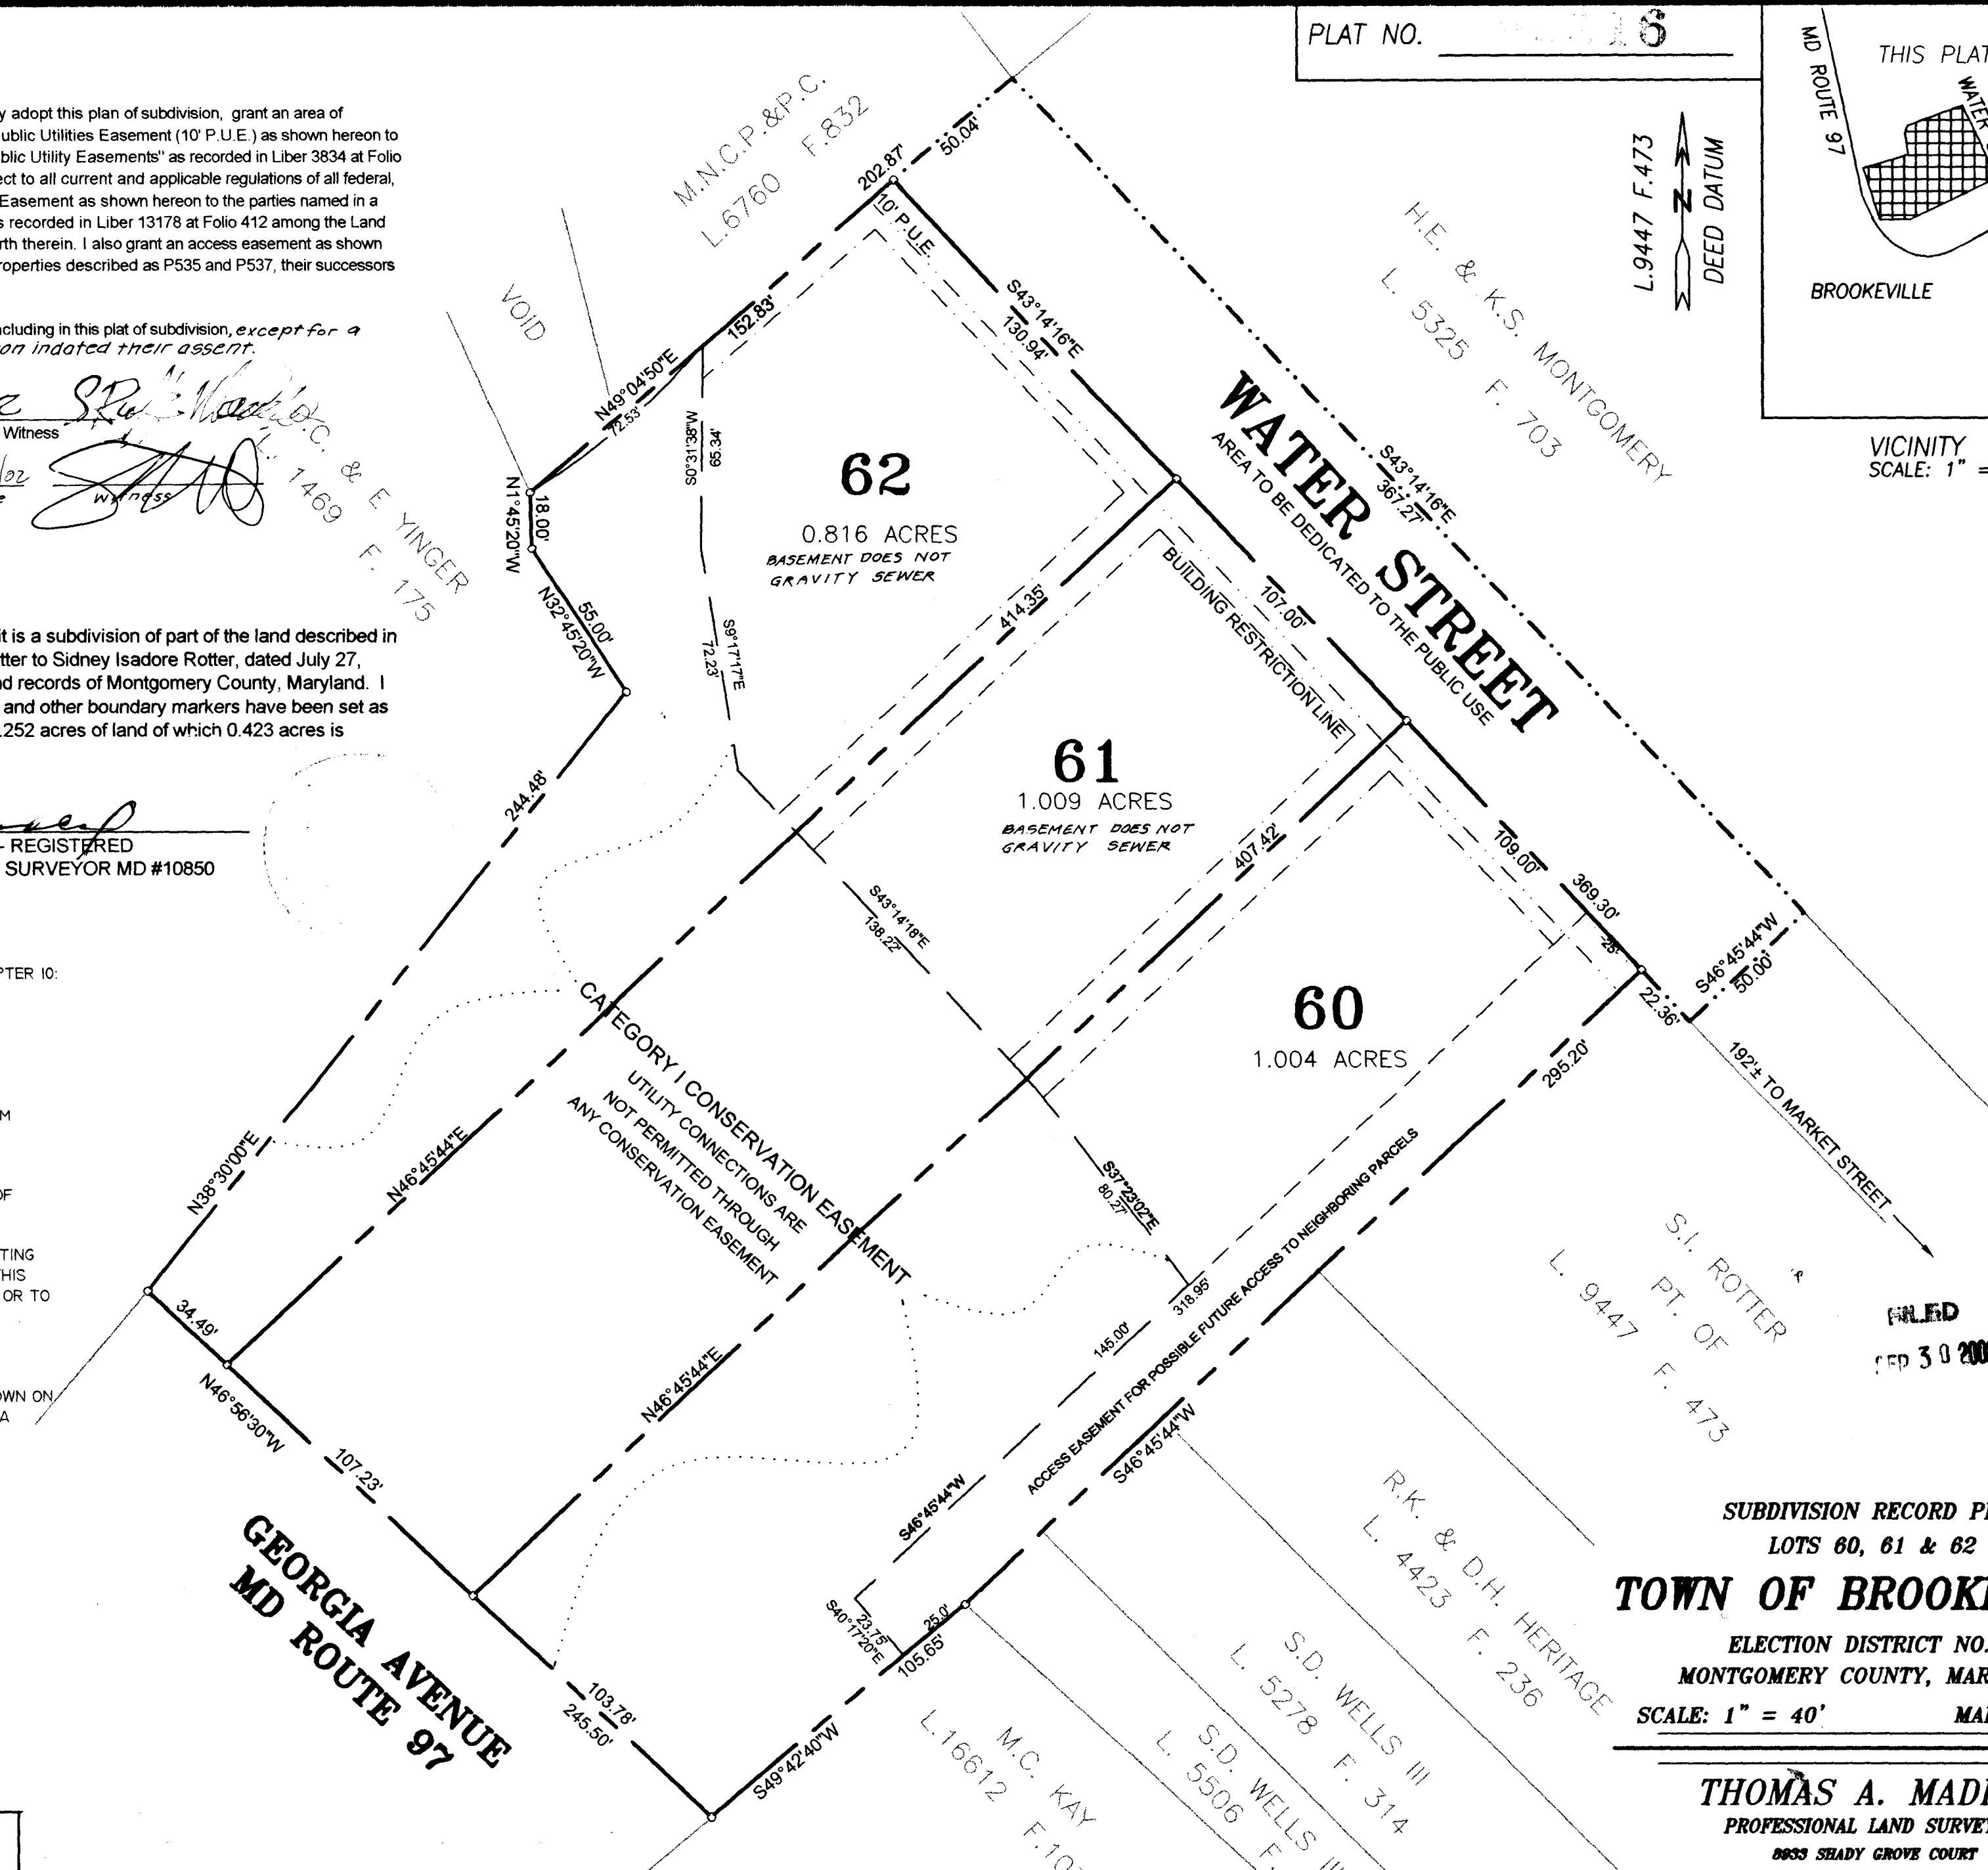 PLAT NO.
6
y adopt this plan of subdivision, grant an area of
ublic Utilities Easement (10' P.U.E.) as shown hereon to
blic Utility Easements" as recorded in Liber 3834 at Folio
ect to all current and applicable regulations of all federal,
Easement as shown hereon to the parties named in a
s recorded in Liber 13178 at Folio 412 among the Land
rth therein. I also grant an access easement as shown
roperties described as P535 and P537, their successors
ncluding in this plat of subdivision, except for a
on indated their assent.
Witness
/02
witness
it is a subdivision of part of the land described in
tter to Sidney Isadore Rotter, dated July 27,
nd records of Montgomery County, Maryland. I
and other boundary markers have been set as
.252 acres of land of which 0.423 acres is
- REGISTERED
SURVEYOR MD #10850
PTER 10:
M
OF
TING
THIS
OR TO
OWN ON
A
M.N.C.P.&P.C.
L.6760 F.832
VOID
C. & E YINGER
L. 1469 F. 175
202.87'
50.04'
10' P.U.E.
152.83'
N49°04'50"E
72.53'
S0°31'38"W
65.34'
N1°45'20"W
18.00'
N32°45'20"W
55.00'
S9°17'17"E
72.23'
244.48'
N38°30'00"E
62
0.816 ACRES
BASEMENT DOES NOT
GRAVITY SEWER
S43°14'16"E
130.94'
414.35'
BUILDING RESTRICTION LINE
107.00'
WATER STREET
AREA TO BE DEDICATED TO THE PUBLIC USE
S43°14'16"E
367.27'
H.E. & K.S. MONTGOMERY
L. 5325 F. 703
L.9447 F.473
N
DEED DATUM
MD ROUTE 97
THIS PLAT
WATER
BROOKEVILLE
VICINITY
SCALE: 1" =
61
1.009 ACRES
BASEMENT DOES NOT
GRAVITY SEWER
407.42'
109.00'
369.30'
25'
S46°45'44"W
50.00'
22.36'
192'± TO MARKET STREET
S43°14'18"E
138.22'
60
1.004 ACRES
295.20'
CATEGORY I CONSERVATION EASEMENT
UTILITY CONNECTIONS ARE
NOT PERMITTED THROUGH
ANY CONSERVATION EASEMENT
N46°45'44"E
S37°23'02"E
80.27'
318.95'
145.00'
ACCESS EASEMENT FOR POSSIBLE FUTURE ACCESS TO NEIGHBORING PARCELS
N46°45'44"E
S46°45'44"W
S46°45'44"W
34.49'
N46°56'30"W
107.23'
GEORGIA AVENUE
MD ROUTE 97
103.78'
245.50'
23.75'
S40°17'20"E
25.0'
105.65'
S49°42'40"W
M.C. KAY
L.16612
S.D. WELLS III
L. 5278 F. 314
S.D. WELLS III
L. 5506 F.
R.K. & D.H. HERITAGE
L. 4423 F. 236
S.I. ROTTER
PT. OF
L. 9447 F. 473
FILED
30
SUBDIVISION RECORD P
LOTS 60, 61 & 62
TOWN OF BROOK
ELECTION DISTRICT NO.
MONTGOMERY COUNTY, MAR
SCALE: 1" = 40' MA
THOMAS A. MAD
PROFESSIONAL LAND SURVE
8933 SHADY GROVE COURT